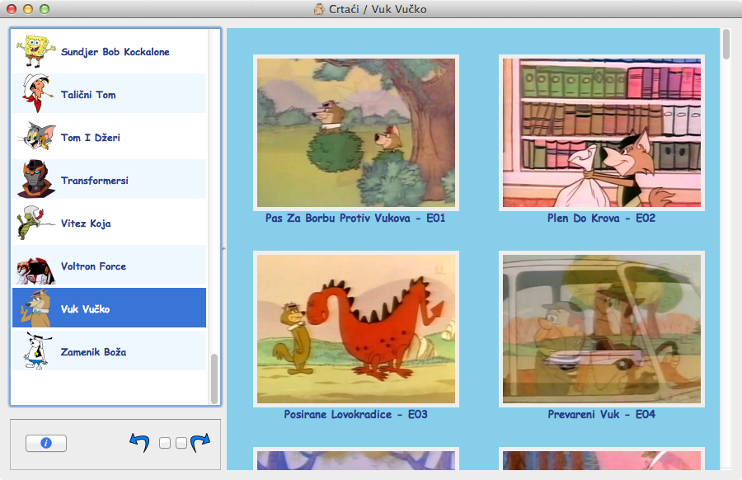 Crtaći / Vuk Vučko
Sundjer Bob Kockalone
Talični Tom
Tom I Džeri
Transformersi
Vitez Koja
Voltron Force
Vuk Vučko
Zamenik Boža
Pas Za Borbu Protiv Vukova - E01
Plen Do Krova - E02
Posirane Lovokradice - E03
Prevareni Vuk - E04